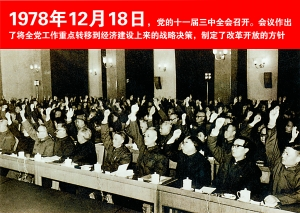 1978年12月18日，党的十一届三中全会召开。会议作出
了将全党工作重点转移到经济建设上来的战略决策，制定了改革开放的方针